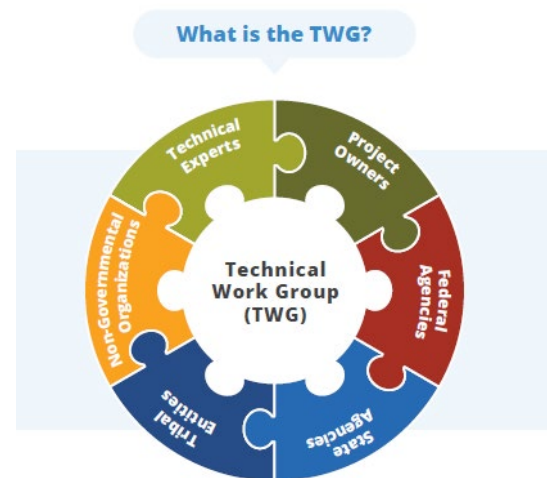 What is the TWG?
Technical
Experts
Project
Owners
Federal
Agencies
State
Agencies
Tribal
Entities
Non-Governmental
Organizations
Technical
Work Group
(TWG)